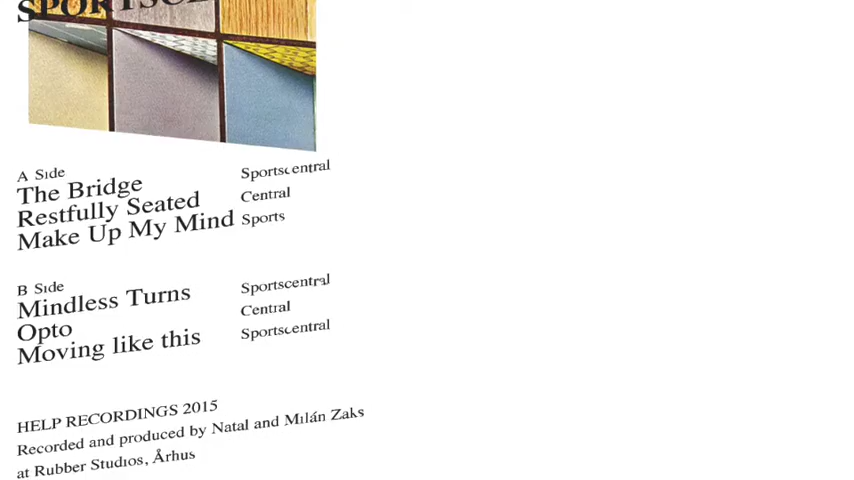 SPORTSCE
A Side
The Bridge Sportscentral
Restfully Seated Central
Make Up My Mind Sports
B Side
Mindless Turns Sportscentral
Opto Central
Moving like this Sportscentral
HELP RECORDINGS 2015
Recorded and produced by Natal and Milán Zaks
at Rubber Studios, Århus